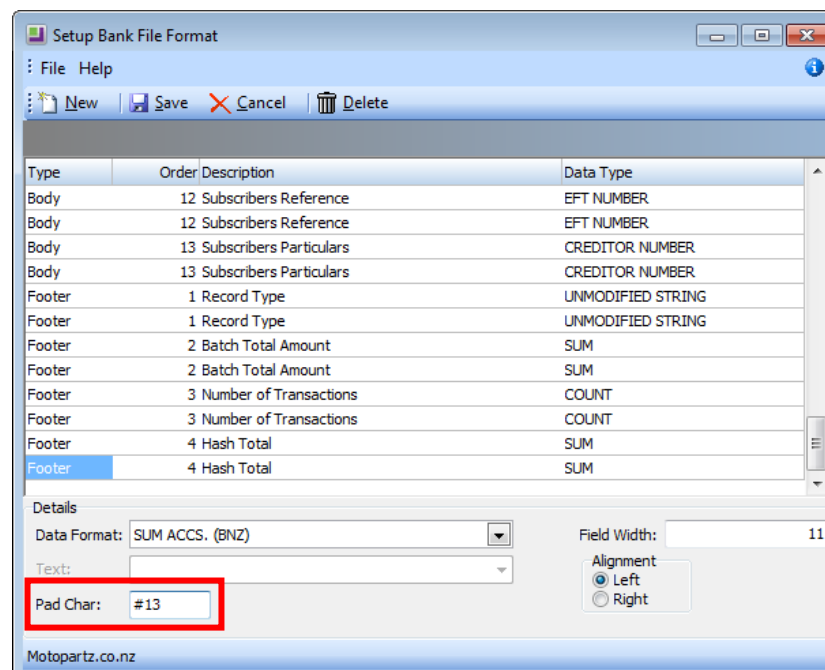 Setup Bank File Format
File Help
New Save Cancel Delete
Type Order Description Data Type
Body 12 Subscribers Reference EFT NUMBER
Body 12 Subscribers Reference EFT NUMBER
Body 13 Subscribers Particulars CREDITOR NUMBER
Body 13 Subscribers Particulars CREDITOR NUMBER
Footer 1 Record Type UNMODIFIED STRING
Footer 1 Record Type UNMODIFIED STRING
Footer 2 Batch Total Amount SUM
Footer 2 Batch Total Amount SUM
Footer 3 Number of Transactions COUNT
Footer 3 Number of Transactions COUNT
Footer 4 Hash Total SUM
Footer 4 Hash Total SUM
Details
Data Format: SUM ACCS. (BNZ) Field Width: 11
Text: Alignment
Left
Pad Char: #13 Right
Motopartz.co.nz